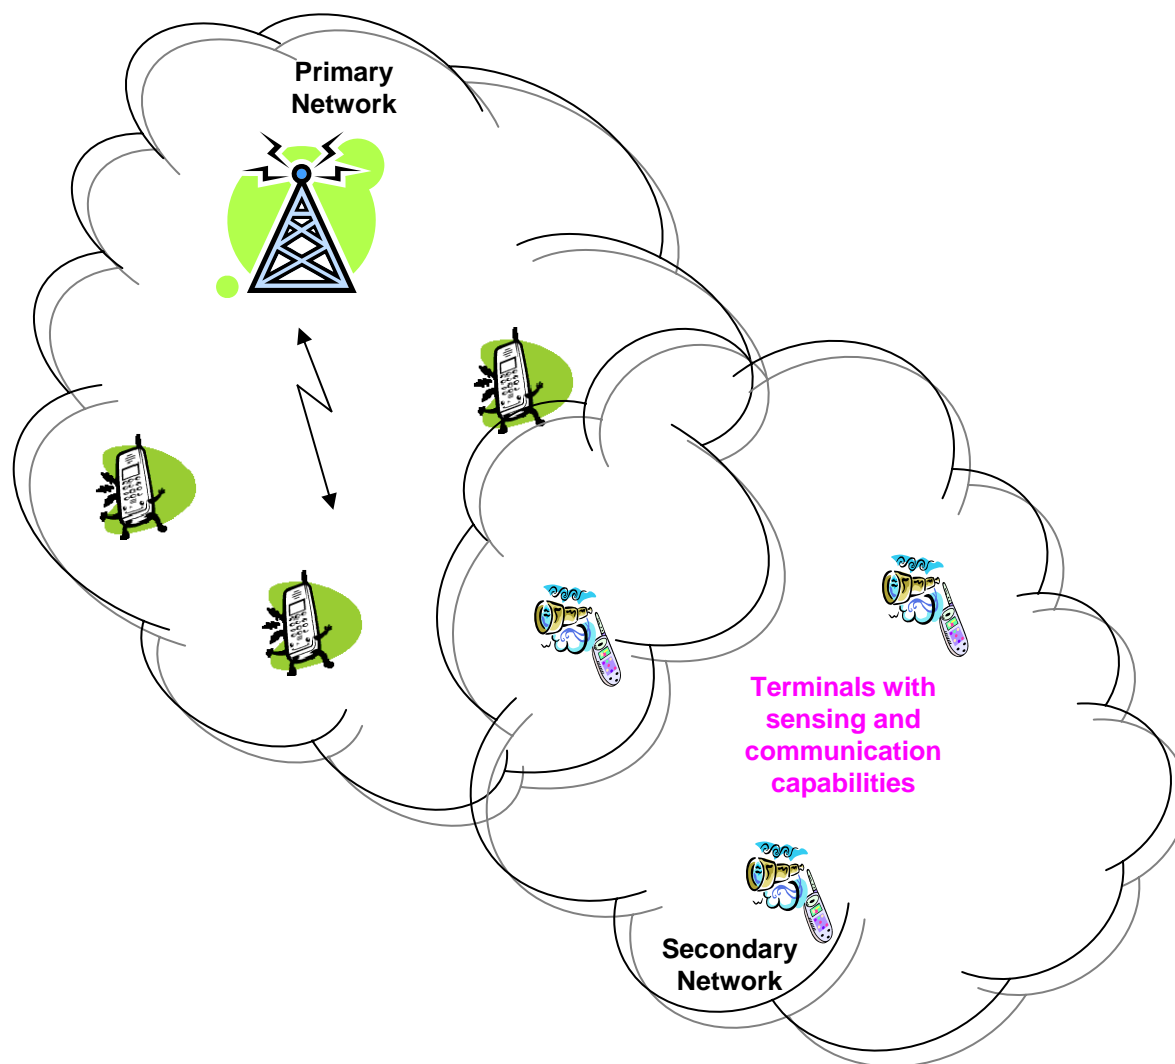 Primary
Network
Terminals with
sensing and
communication
capabilities
Secondary
Network